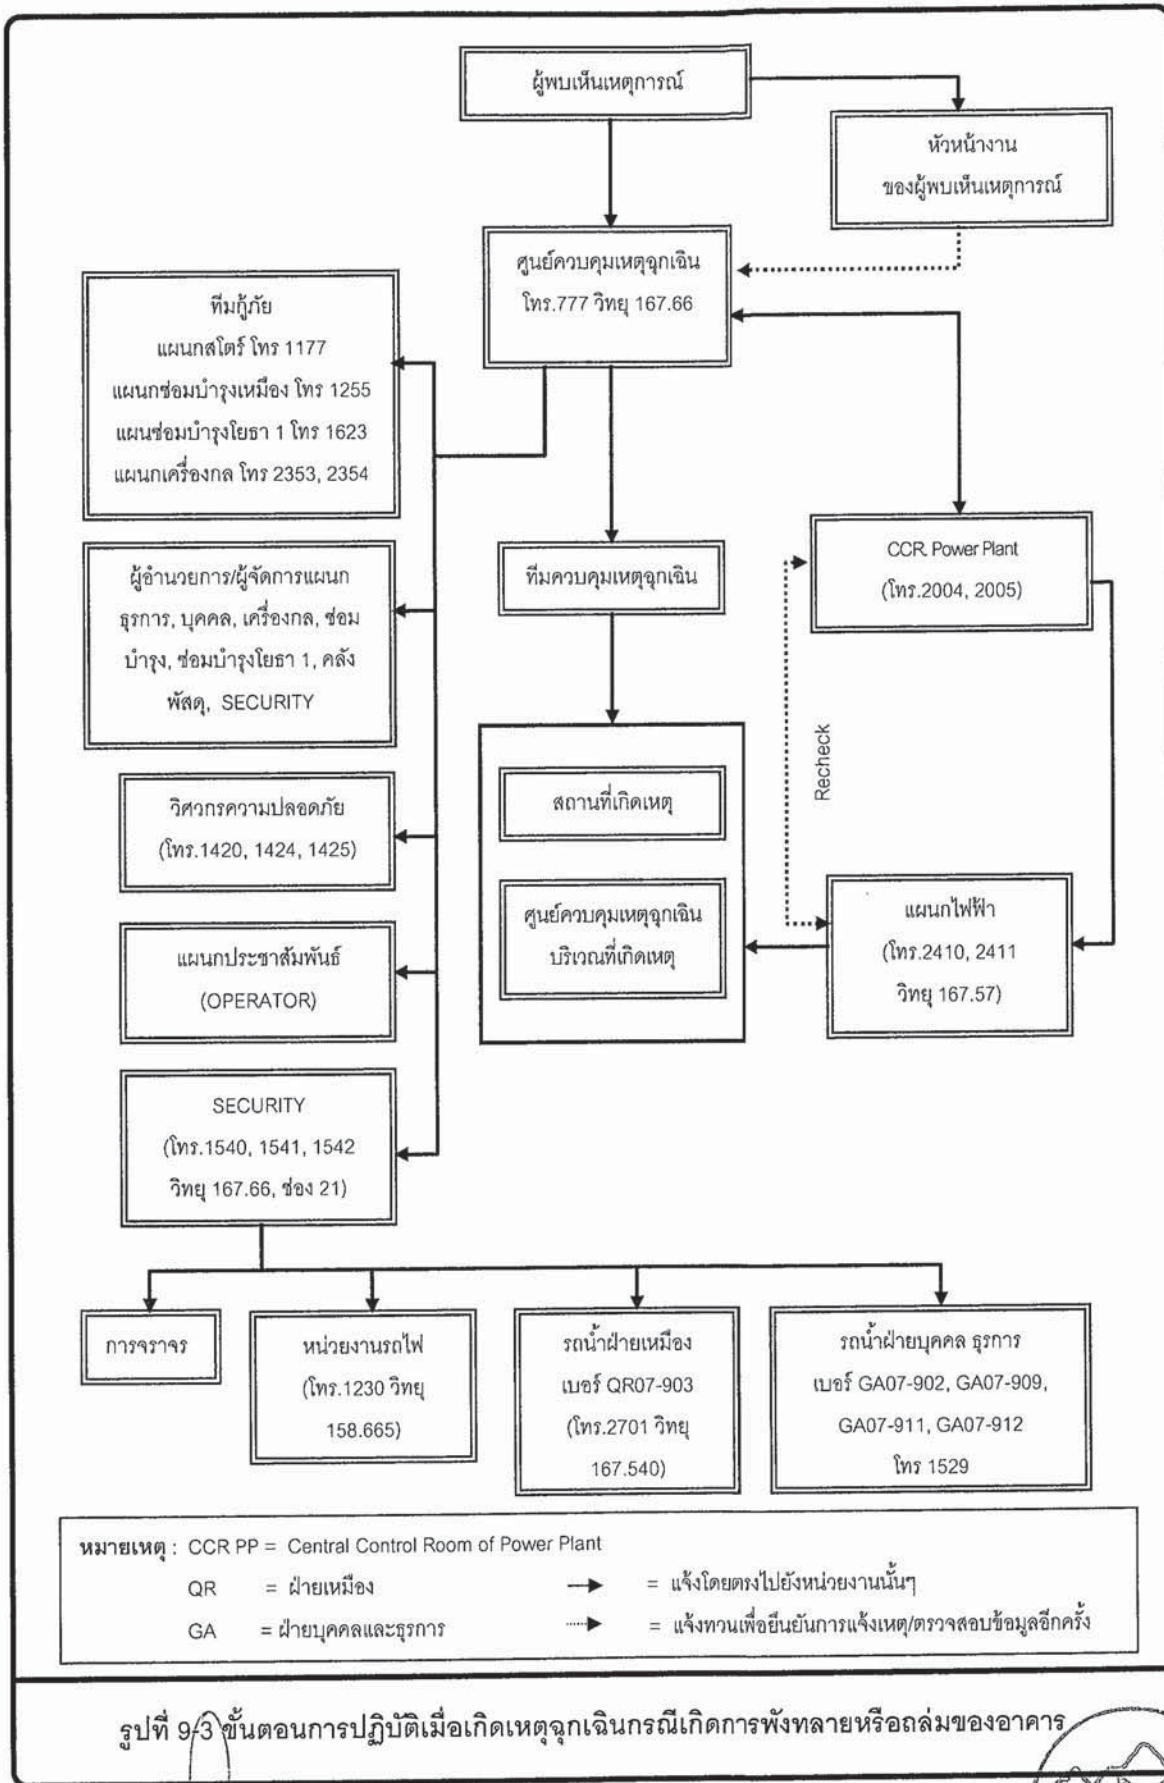 ผู้พบเห็นเหตุการณ์
หัวหน้างาน
ของผู้พบเห็นเหตุการณ์
ศูนย์ควบคุมเหตุฉุกเฉิน
โทร.777 วิทยุ 167.66
ทีมกู้ภัย
แผนกสโตร์ โทร 1177
แผนกซ่อมบำรุงเหมือง โทร 1255
แผนซ่อมบำรุงโยธา 1 โทร 1623
แผนกเครื่องกล โทร 2353, 2354
ผู้อำนวยการ/ผู้จัดการแผนก
ธุรการ, บุคคล, เครื่องกล, ซ่อม
บำรุง, ซ่อมบำรุงโยธา 1, คลัง
พัสดุ, SECURITY
ทีมควบคุมเหตุฉุกเฉิน
CCR Power Plant
(โทร.2004, 2005)
Recheck
วิศวกรความปลอดภัย
(โทร.1420, 1424, 1425)
สถานที่เกิดเหตุ
ศูนย์ควบคุมเหตุฉุกเฉิน
บริเวณที่เกิดเหตุ
แผนกไฟฟ้า
(โทร.2410, 2411
วิทยุ 167.57)
แผนกประชาสัมพันธ์
(OPERATOR)
SECURITY
(โทร.1540, 1541, 1542
วิทยุ 167.66, ช่อง 21)
การจราจร
หน่วยงานรถไฟ
(โทร.1230 วิทยุ
158.665)
รถน้ำฝ่ายเหมือง
เบอร์ QR07-903
(โทร.2701 วิทยุ
167.540)
รถน้ำฝ่ายบุคคล ธุรการ
เบอร์ GA07-902, GA07-909,
GA07-911, GA07-912
โทร 1529
หมายเหตุ : CCR PP = Central Control Room of Power Plant
QR = ฝ่ายเหมือง → = แจ้งโดยตรงไปยังหน่วยงานนั้นๆ
GA = ฝ่ายบุคคลและธุรการ ┈▸ = แจ้งทวนเพื่อยืนยันการแจ้งเหตุ/ตรวจสอบข้อมูลอีกครั้ง
รูปที่ 9-3 ขั้นตอนการปฏิบัติเมื่อเกิดเหตุฉุกเฉินกรณีเกิดการพังทลายหรือถล่มของอาคาร